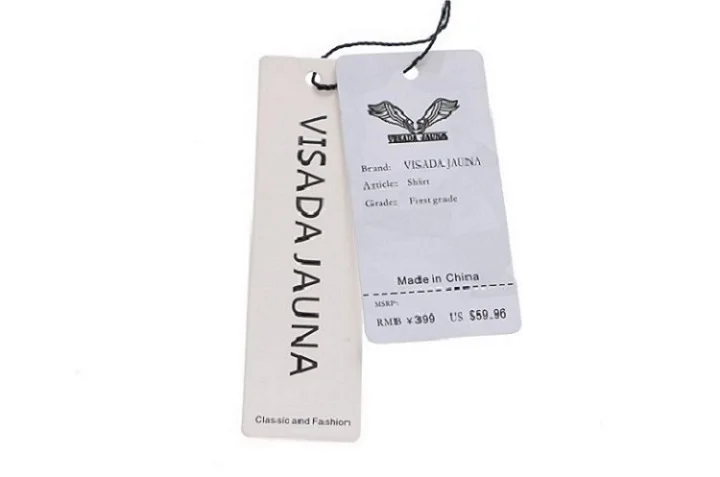 VISADA JAUNA
Classic and Fashion
VISADA JAUNA
Brand: VISADA JAUNA
Article: Shirt
Grade: First grade
Made in China
MSRP:
RMB ¥399 US $59.96